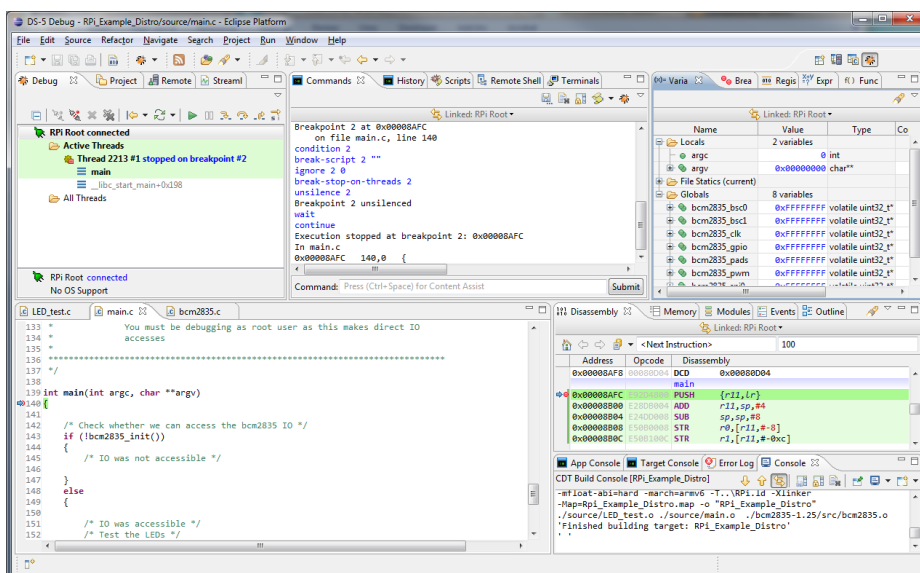 DS-5 Debug - RPi_Example_Distro/source/main.c - Eclipse Platform
File Edit Source Refactor Navigate Search Project Run Window Help
Debug Project Remote Streaml
RPi Root connected
Active Threads
Thread 2213 #1 stopped on breakpoint #2
main
__libc_start_main+0x198
All Threads
RPi Root connected
No OS Support
Commands History Scripts Remote Shell Terminals
Linked: RPi Root
Breakpoint 2 at 0x00008AFC
on file main.c, line 140
condition 2
break-script 2 ""
ignore 2 0
break-stop-on-threads 2
unsilence 2
Breakpoint 2 unsilenced
wait
continue
Execution stopped at breakpoint 2: 0x00008AFC
In main.c
0x00008AFC 140,0 {
Command: Press (Ctrl+Space) for Content Assist Submit
(x)= Varia Brea Regis Expr f() Func
Linked: RPi Root
Name Value Type Co
Locals 2 variables
argc 0 int
argv 0x00000000 char**
File Statics (current)
Globals 8 variables
bcm2835_bsc0 0xFFFFFFFF volatile uint32_t*
bcm2835_bsc1 0xFFFFFFFF volatile uint32_t*
bcm2835_clk 0xFFFFFFFF volatile uint32_t*
bcm2835_gpio 0xFFFFFFFF volatile uint32_t*
bcm2835_pads 0xFFFFFFFF volatile uint32_t*
bcm2835_pwm 0xFFFFFFFF volatile uint32_t*
LED_test.c main.c bcm2835.c
133 * You must be debugging as root user as this makes direct IO
134 * accesses
135 *
136 ******************************************************************************
137 */
138
139 int main(int argc, char **argv)
140 {
141
142 /* Check whether we can access the bcm2835 IO */
143 if (!bcm2835_init())
144 {
145 /* IO was not accessible */
146
147 }
148 else
149 {
150
151 /* IO was accessible */
152 /* Test the LEDs */
Disassembly Memory Modules Events Outline
Linked: RPi Root
<Next Instruction> 100
Address Opcode Disassembly
0x00008AF8 00080D04 DCD 0x00080D04
main
0x00008AFC PUSH {r11,lr}
0x00008B00 E28DB004 ADD r11,sp,#4
0x00008B04 E24DD008 SUB sp,sp,#8
0x00008B08 E50B0008 STR r0,[r11,#-8]
0x00008B0C E50B100C STR r1,[r11,#-0xc]
App Console Target Console Error Log Console
CDT Build Console [RPi_Example_Distro]
-mfloat-abi=hard -march=armv6 -T..\RPi.ld -Xlinker
-Map=Rpi_Example_Distro.map -o "RPi_Example_Distro"
./source/LED_test.o ./source/main.o ./bcm2835-1.25/src/bcm2835.o
'Finished building target: RPi_Example_Distro'
' '